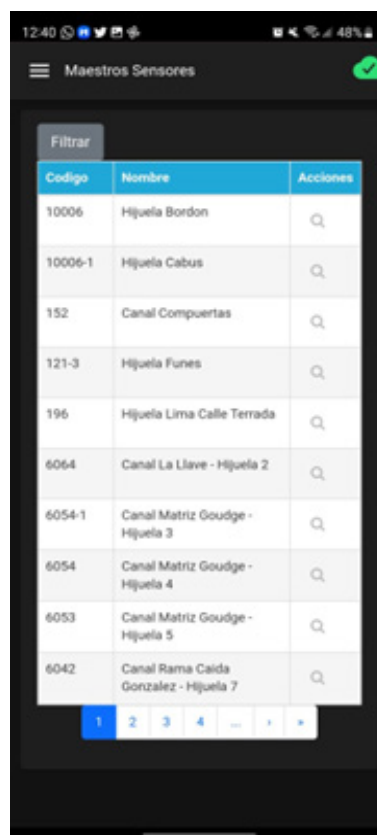 12:40 48%
Maestros Sensores
Filtrar
Codigo Nombre Acciones
10006 Hijuela Bordon
10006-1 Hijuela Cabus
152 Canal Compuertas
121-3 Hijuela Funes
196 Hijuela Lima Calle Terrada
6064 Canal La Llave - Hijuela 2
6054-1 Canal Matriz Goudge -
Hijuela 3
6054 Canal Matriz Goudge -
Hijuela 4
6053 Canal Matriz Goudge -
Hijuela 5
6042 Canal Rama Caida
Gonzalez - Hijuela 7
1 2 3 4 ... › »